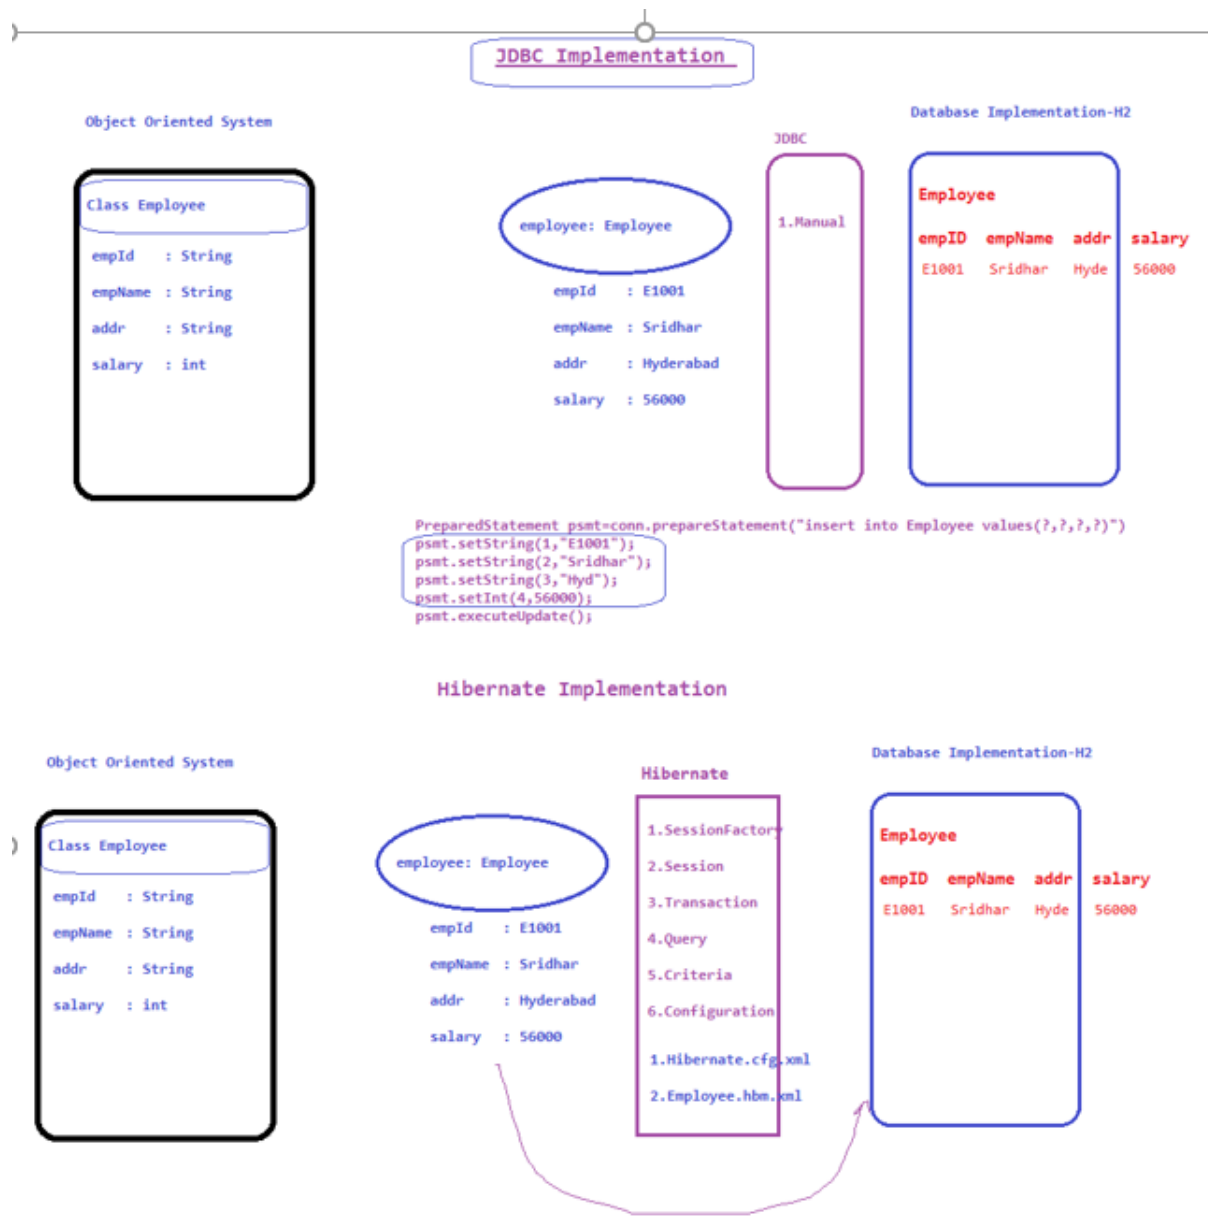 JDBC Implementation
Object Oriented System
Database Implementation-H2
JDBC
Class Employee
empId : String
empName : String
addr : String
salary : int
employee: Employee
empId : E1001
empName : Sridhar
addr : Hyderabad
salary : 56000
1.Manual
Employee
empID empName addr salary
E1001 Sridhar Hyde 56000
PreparedStatement psmt=conn.prepareStatement("insert into Employee values(?,?,?,?)")
psmt.setString(1,"E1001");
psmt.setString(2,"Sridhar");
psmt.setString(3,"Hyd");
psmt.setInt(4,56000);
psmt.executeUpdate();
Hibernate Implementation
Object Oriented System
Database Implementation-H2
Hibernate
Class Employee
empId : String
empName : String
addr : String
salary : int
employee: Employee
empId : E1001
empName : Sridhar
addr : Hyderabad
salary : 56000
1.SessionFactory
2.Session
3.Transaction
4.Query
5.Criteria
6.Configuration
1.Hibernate.cfg.xml
2.Employee.hbm.xml
Employee
empID empName addr salary
E1001 Sridhar Hyde 56000